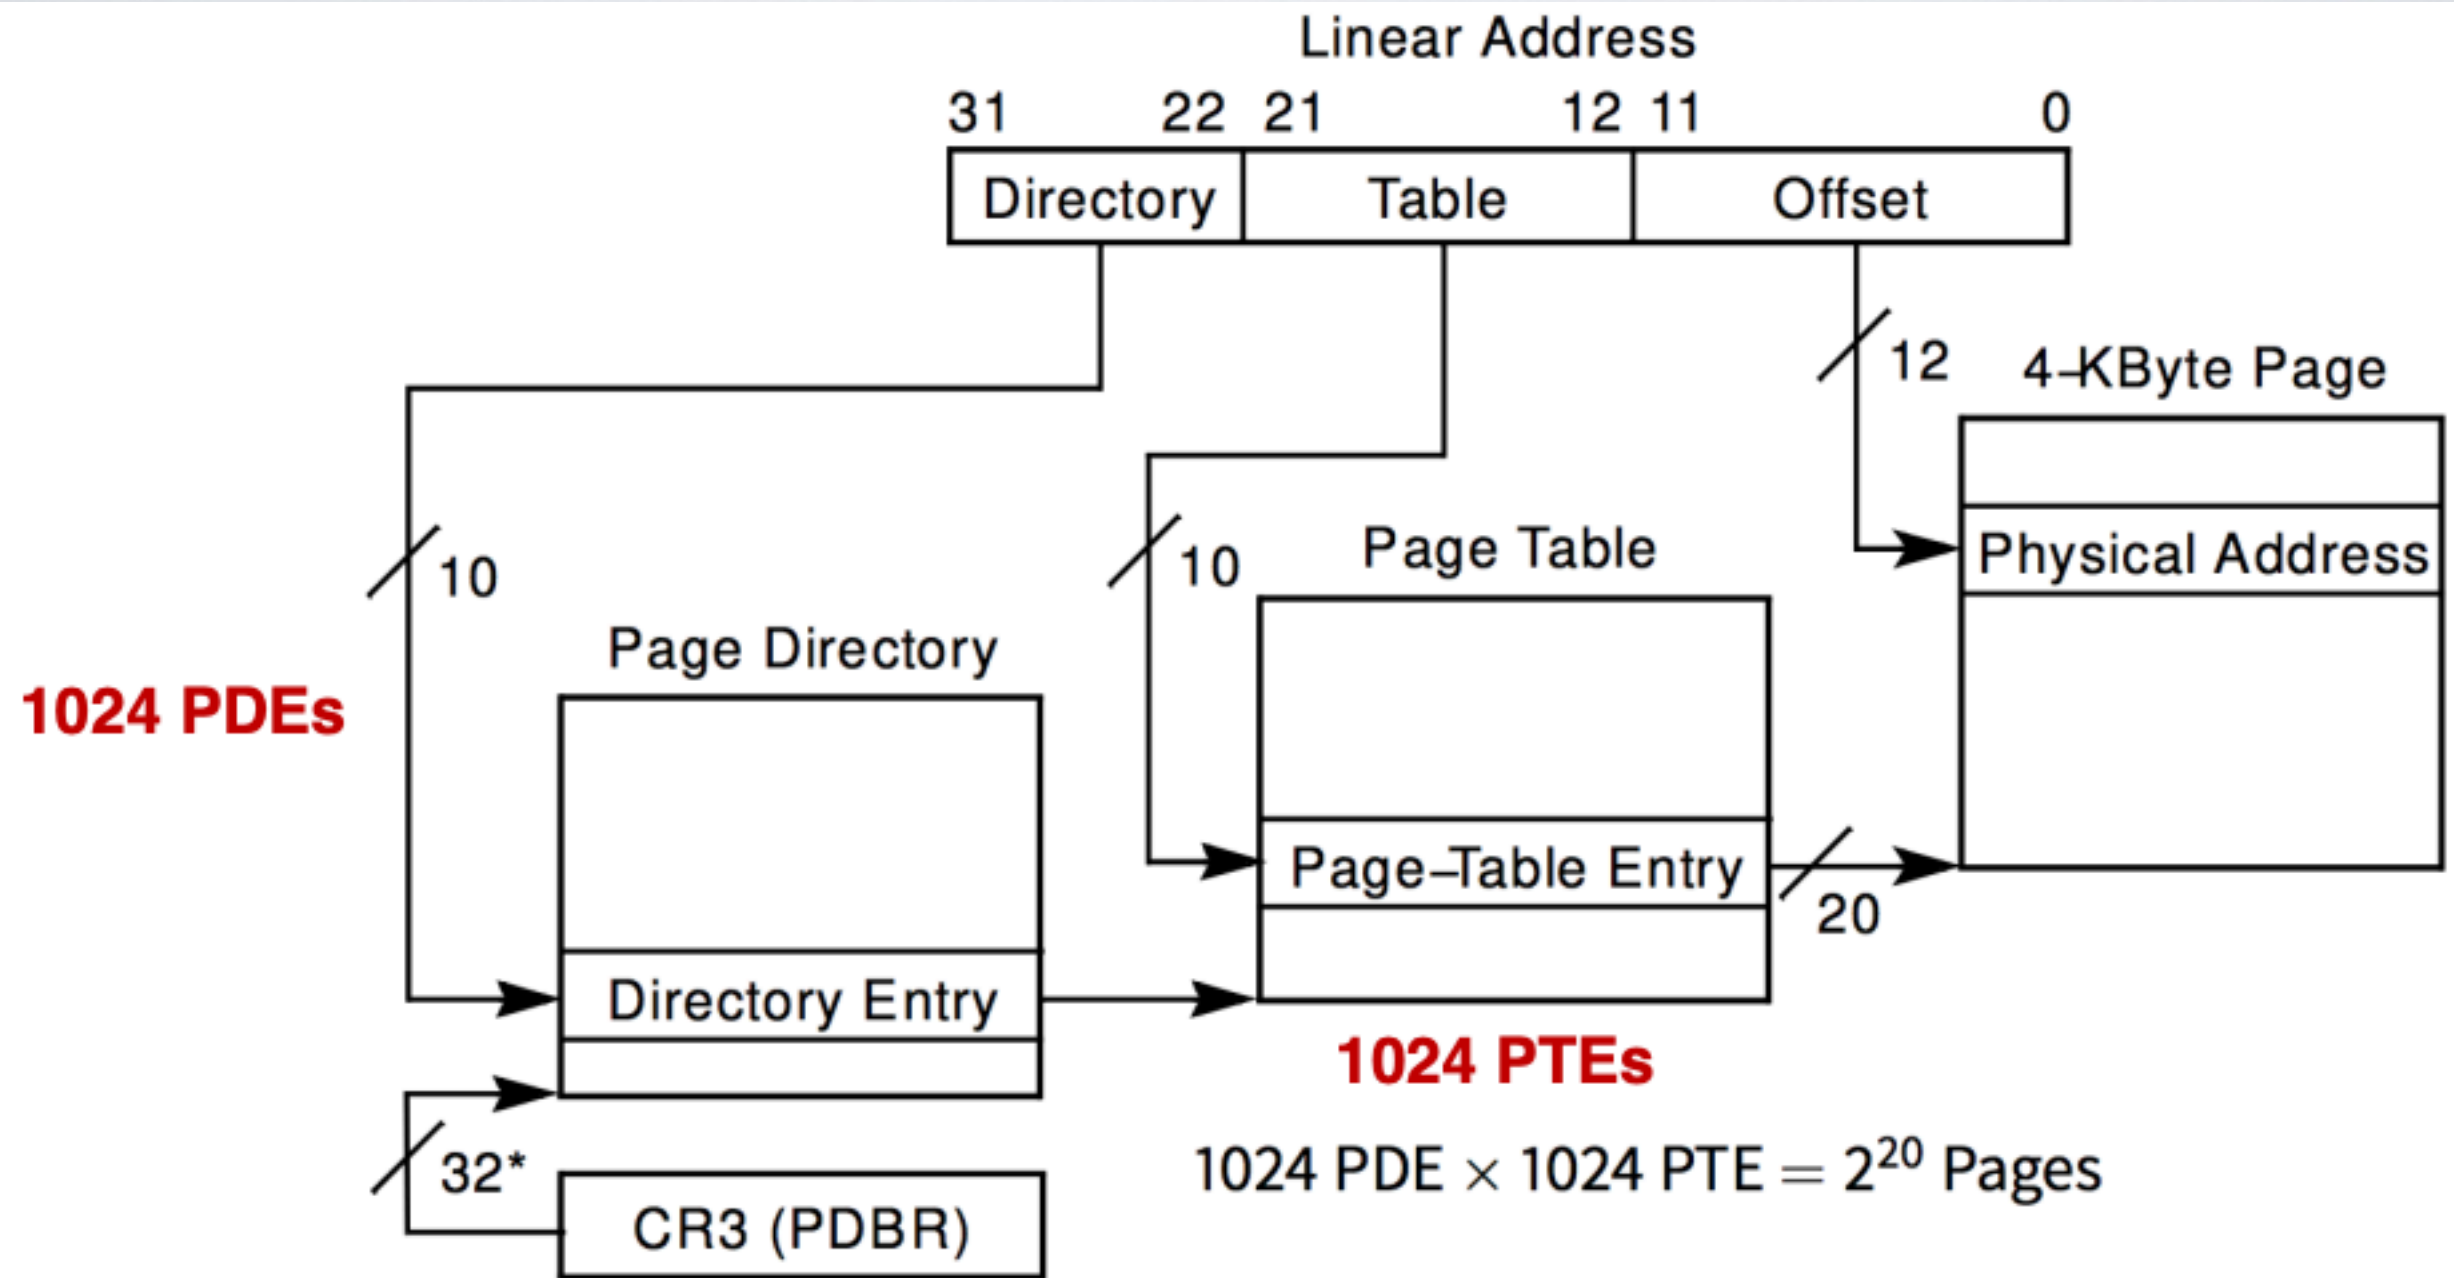 Linear Address
31 22 21 12 11 0
Directory Table Offset
12
4-KByte Page
10
10
Page Table
Physical Address
Page Directory
1024 PDEs
Page-Table Entry
20
Directory Entry
1024 PTEs
32*
1024 PDE × 1024 PTE = 2²⁰ Pages
CR3 (PDBR)